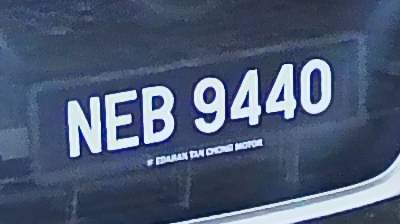 NEB 9440
# EDARAN TAN CHONG MOTOR